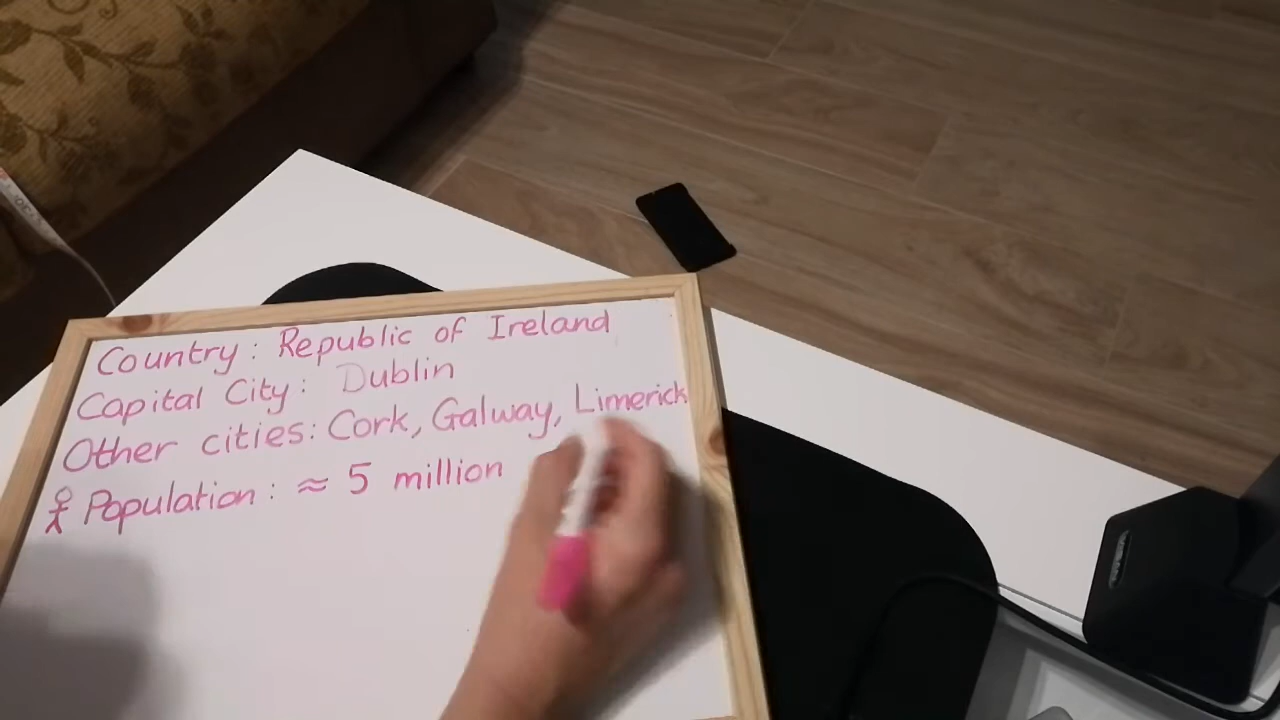 Country: Republic of Ireland
Capital City: Dublin
Other cities: Cork, Galway, Limerick
Population: ≈ 5 million